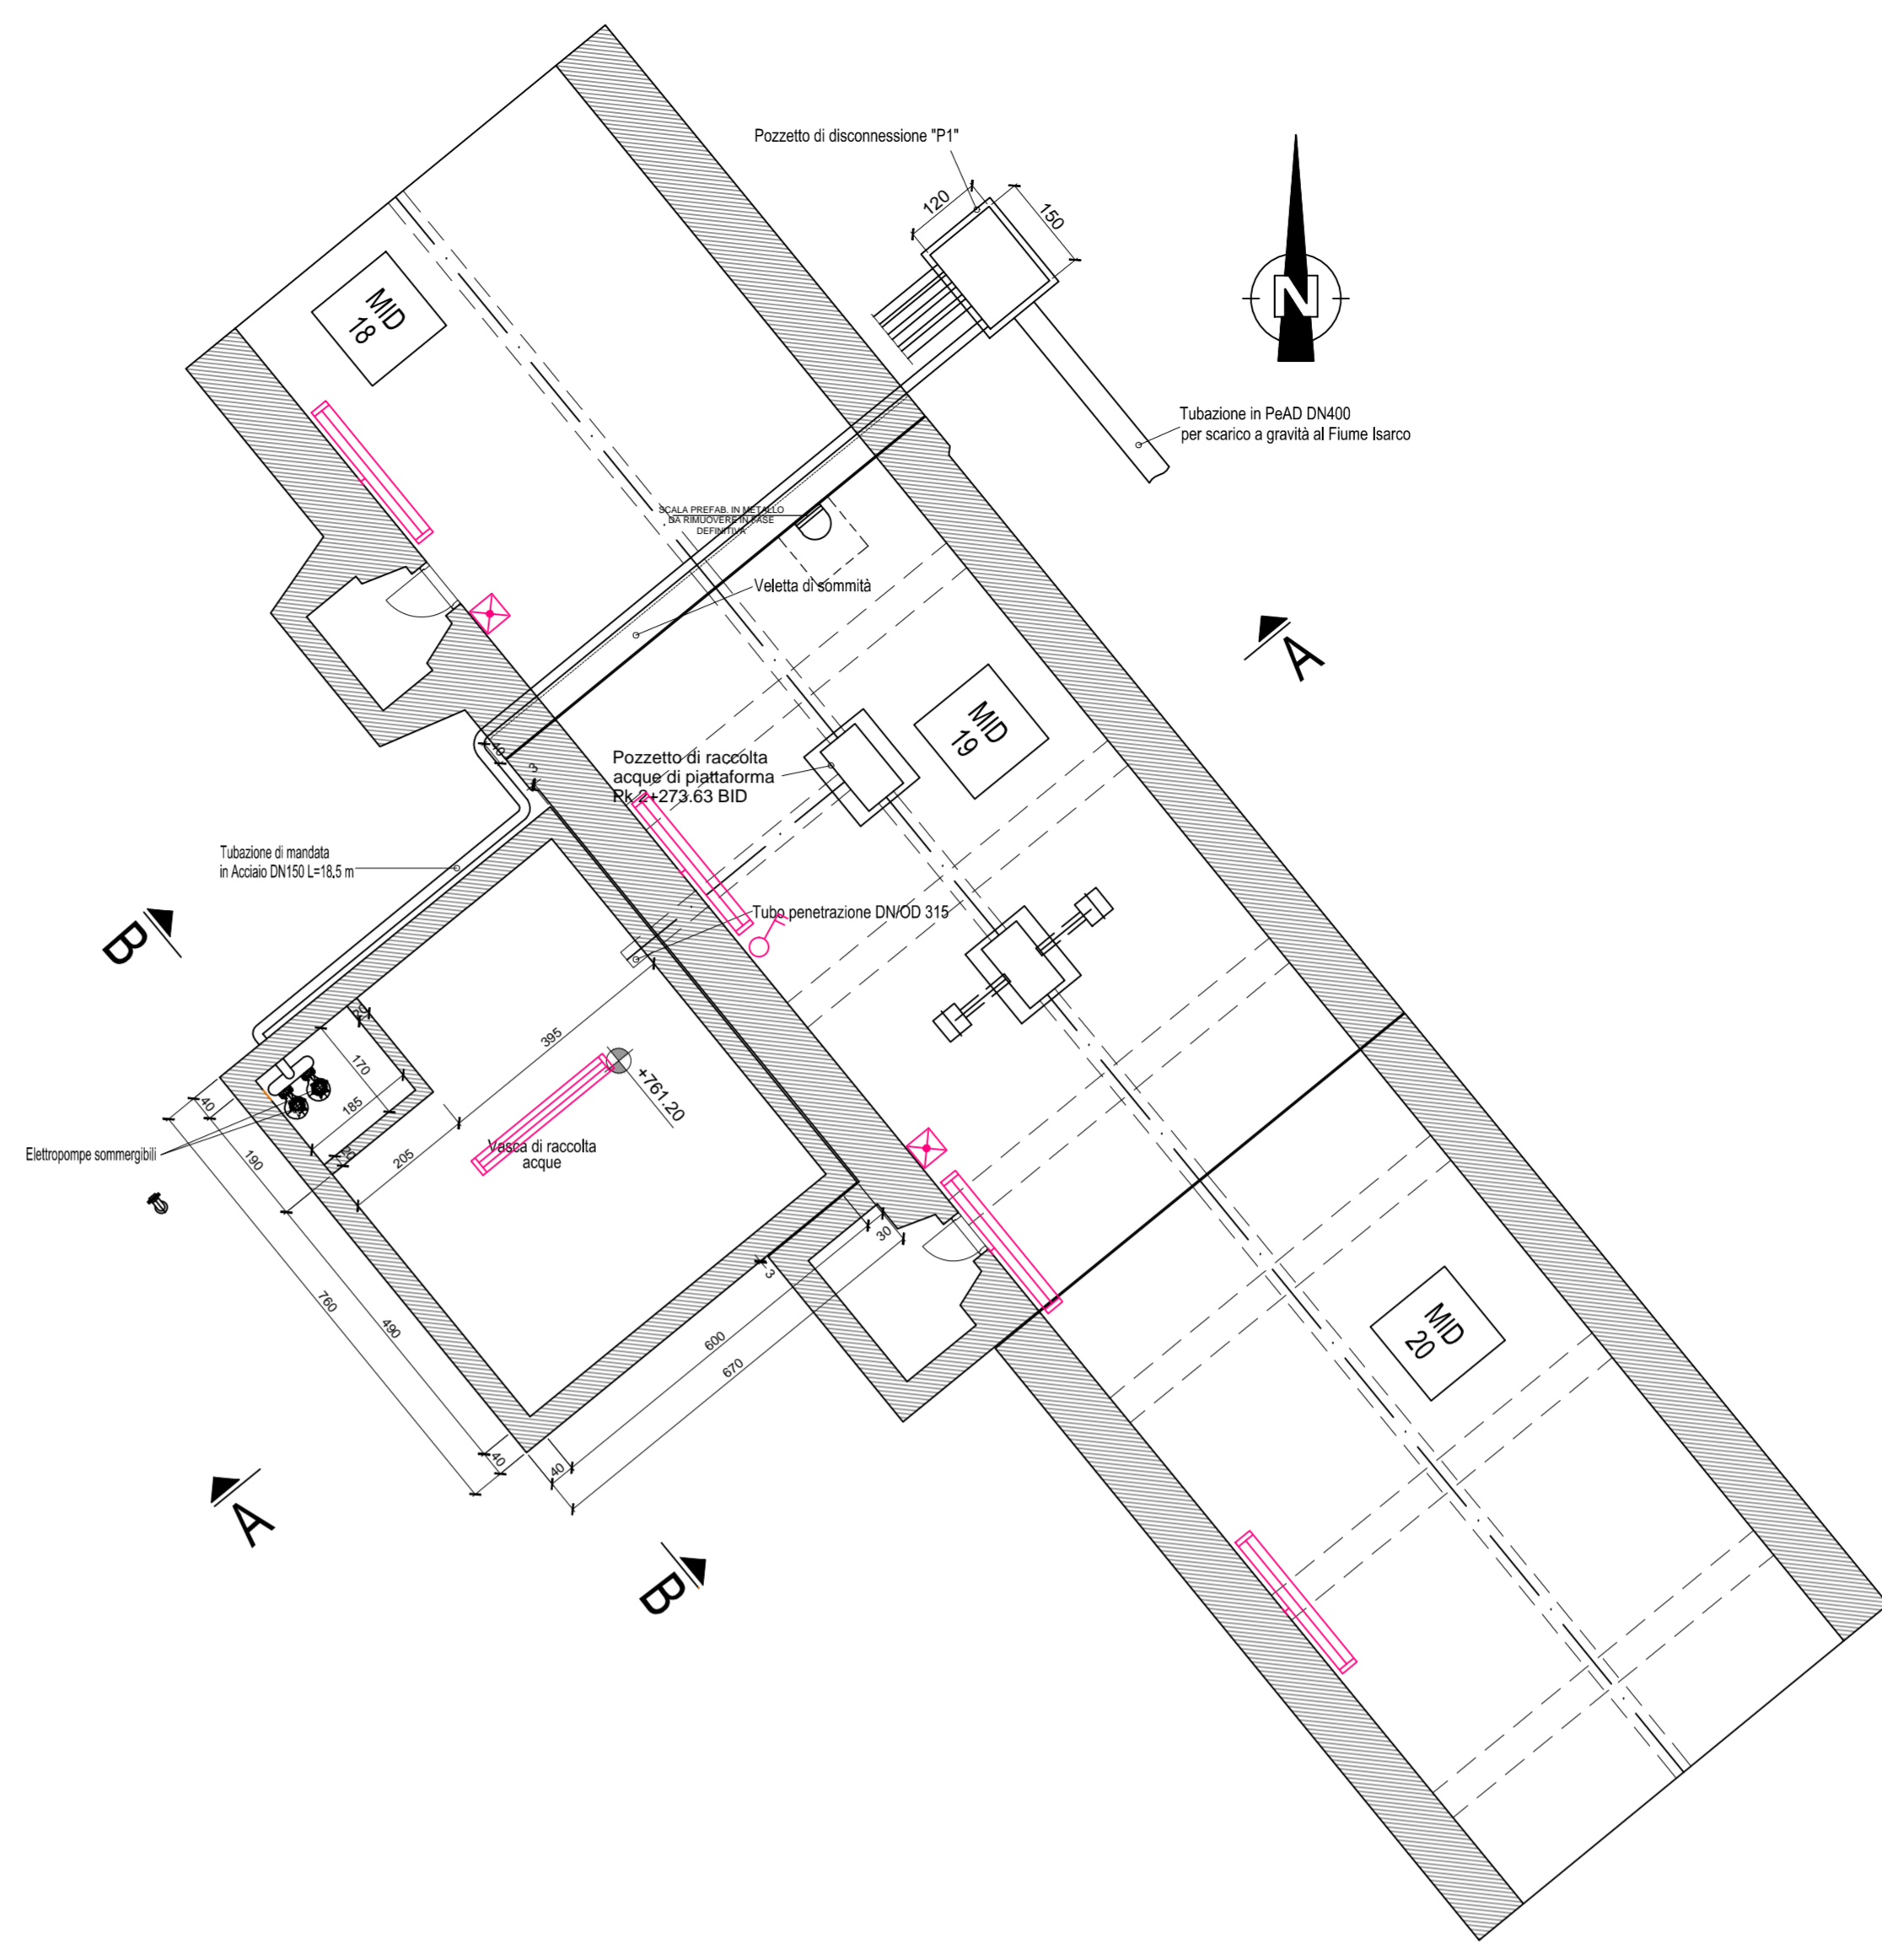 Pozzetto di disconnessione "P1"
120
150
N
MID
18
Tubazione in PeAD DN400
per scarico a gravità al Fiume Isarco
SCALA PREFAB. IN METALLO
DA RIMUOVERE IN FASE
DEFINITIVA
Veletta di sommità
A
MID
19
40
3
Pozzetto di raccolta
acque di piattaforma
Pk 2+273.63 BID
Tubazione di mandata
in Acciaio DN150 L=18,5 m
B
Tubo penetrazione DN/OD 315
20
395
170
+761.20
185
40
Elettropompe sommergibili
Vasca di raccolta
acque
20
205
190
30
3
760
490
600
670
MID
20
40
40
A
B